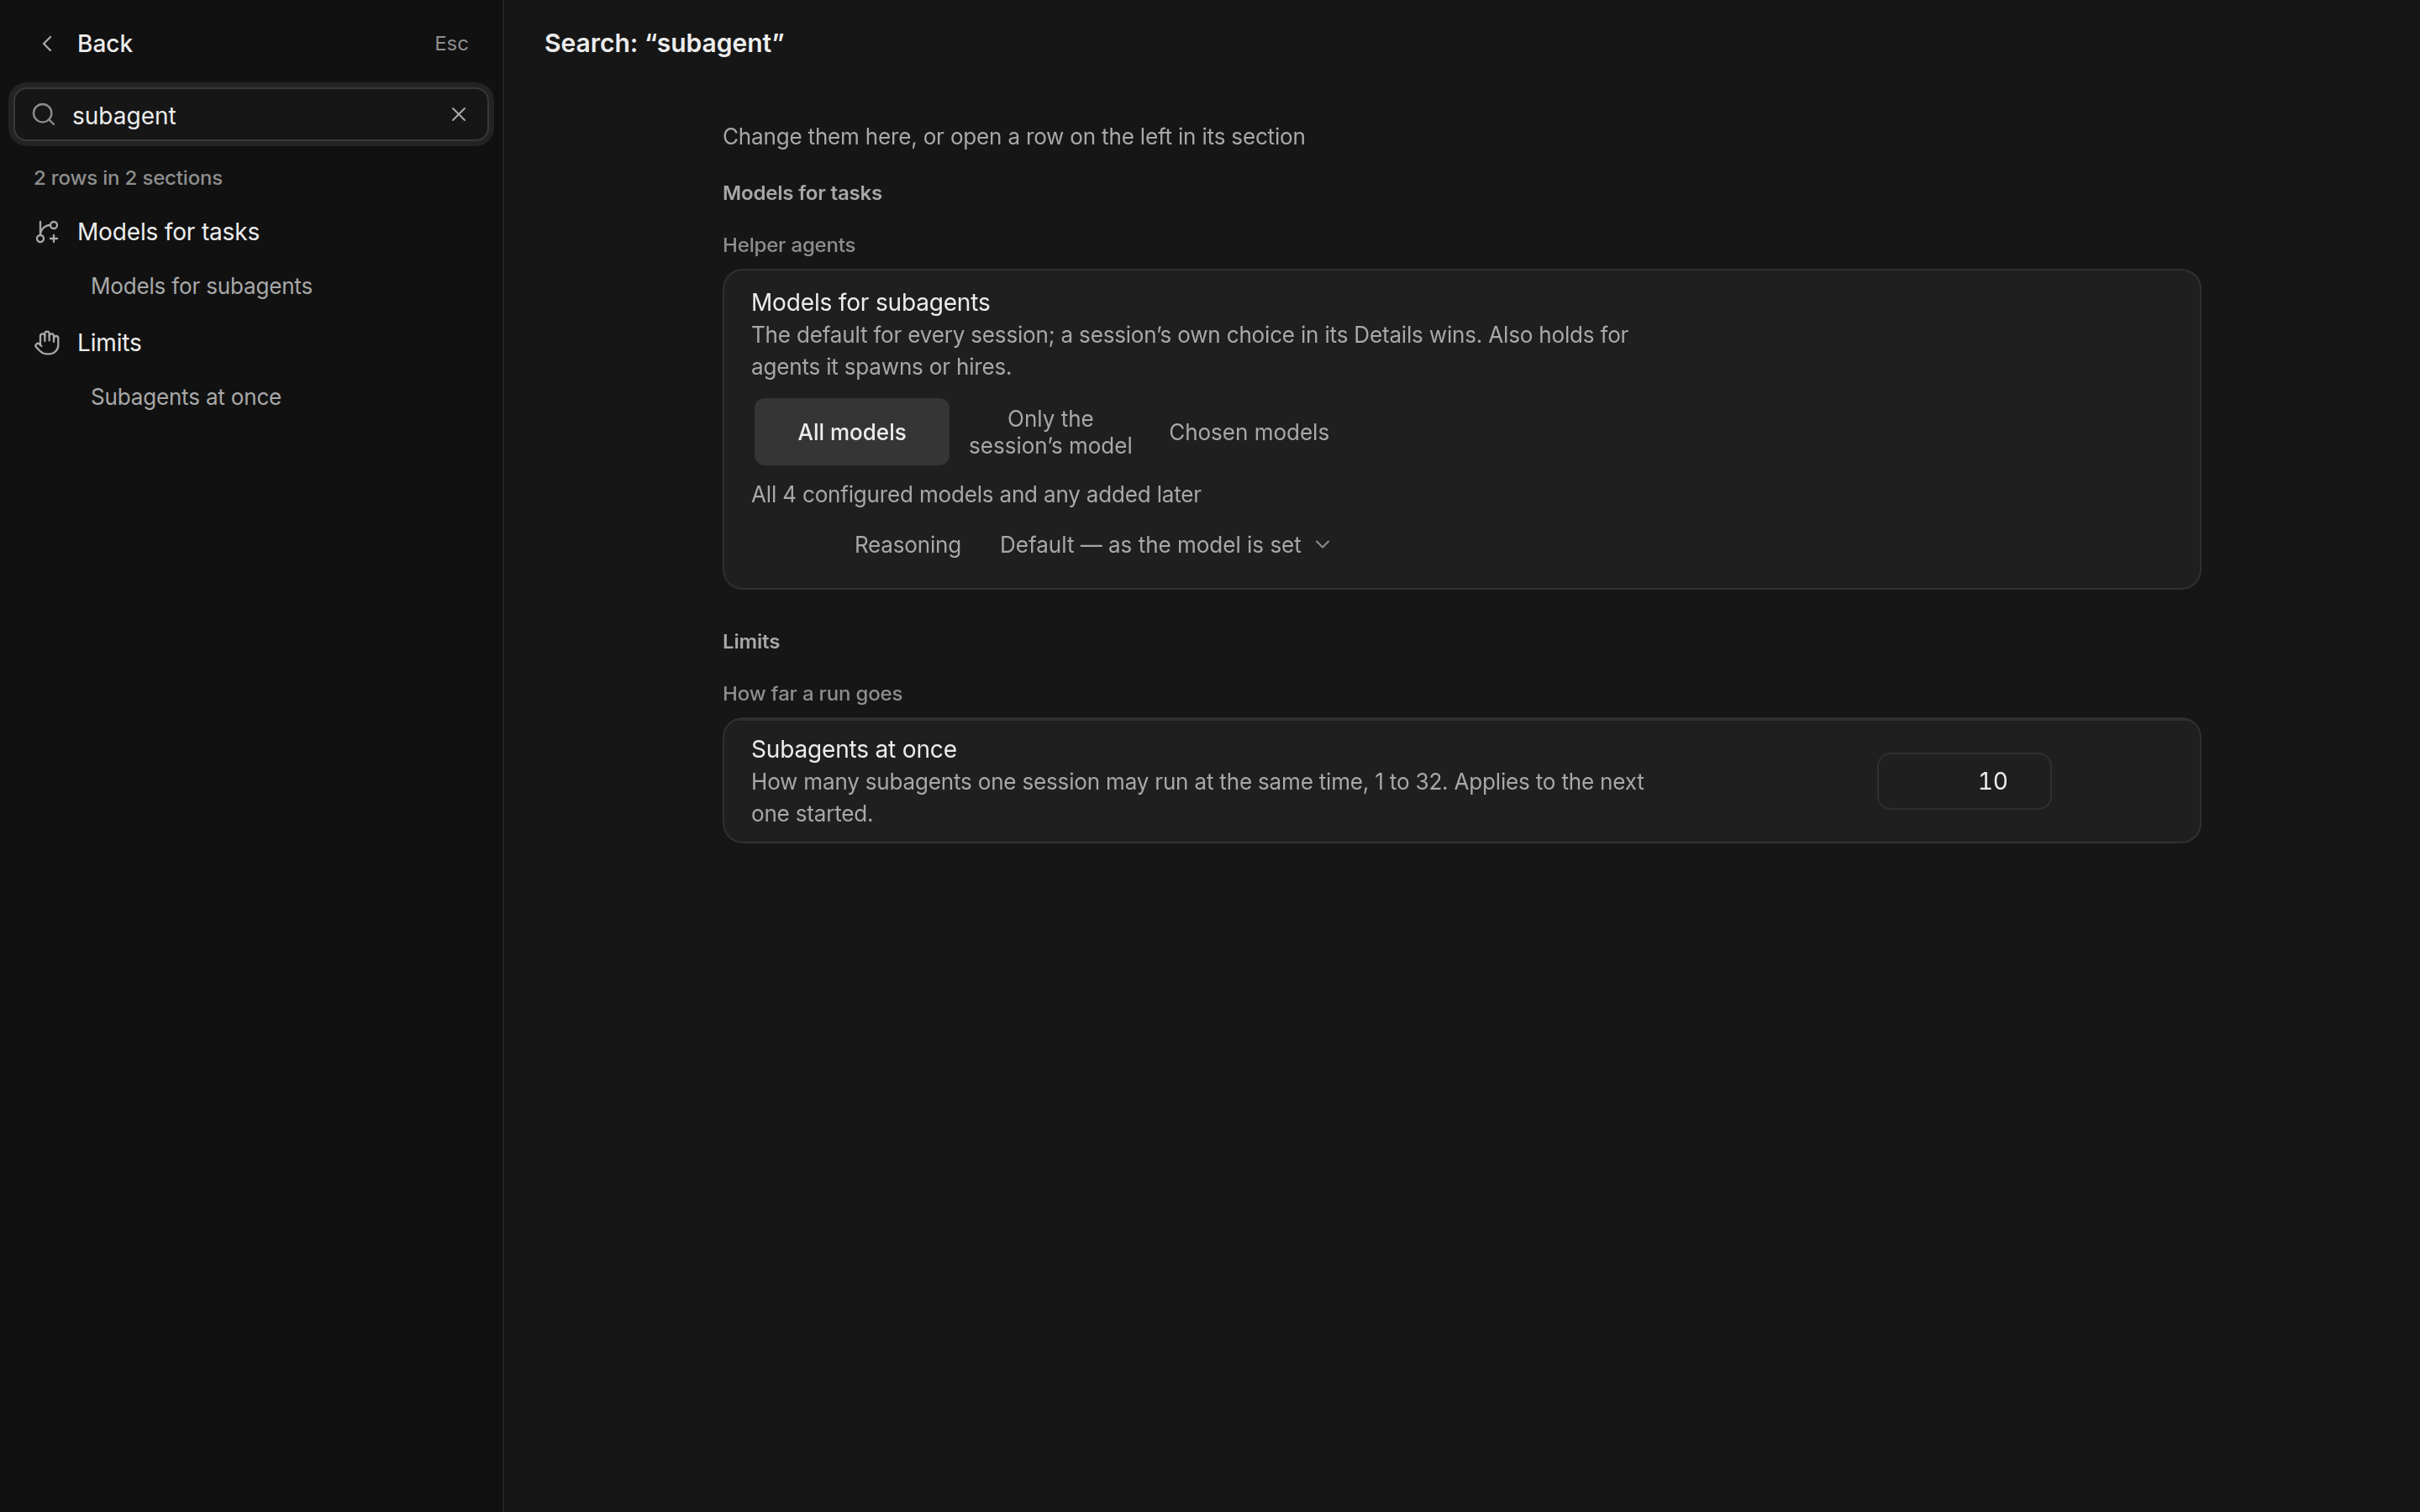 Back
Esc
subagent
2 rows in 2 sections
Models for tasks
Models for subagents
Limits
Subagents at once
Search: “subagent”
Change them here, or open a row on the left in its section
Models for tasks
Helper agents
Models for subagents
The default for every session; a session’s own choice in its Details wins. Also holds for
agents it spawns or hires.
All models
Only the
session’s model
Chosen models
All 4 configured models and any added later
Reasoning
Default — as the model is set
Limits
How far a run goes
Subagents at once
How many subagents one session may run at the same time, 1 to 32. Applies to the next
one started.
10